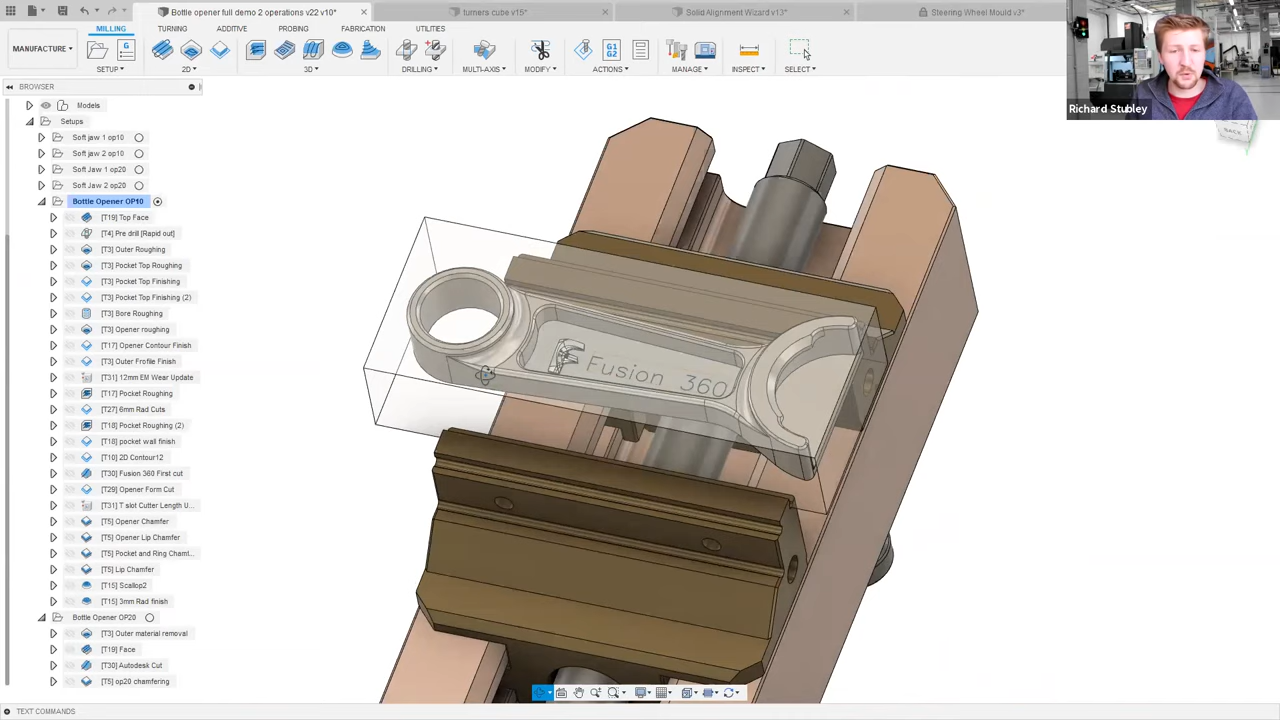 Bottle opener full demo 2 operations v22 v10*
turners cube v15*
Solid Alignment Wizard v13*
Steering Wheel Mould v3*
MILLING TURNING ADDITIVE PROBING FABRICATION UTILITIES
MANUFACTURE
G1
G2
SETUP 2D 3D DRILLING MULTI-AXIS MODIFY ACTIONS MANAGE INSPECT SELECT
Richard Stubley
BACK
BROWSER
Models
Setups
Soft jaw 1 op10
Soft jaw 2 op10
Soft Jaw 1 op20
Soft Jaw 2 op20
Bottle Opener OP10
[T19] Top Face
[T4] Pre drill [Rapid out]
[T3] Outer Roughing
[T3] Pocket Top Roughing
[T3] Pocket Top Finishing
[T3] Pocket Top Finishing (2)
[T3] Bore Roughing
[T3] Opener roughing
[T17] Opener Contour Finish
[T3] Outer Frofile Finish
[T31] 12mm EM Wear Update
[T17] Pocket Roughing
[T27] 6mm Rad Cuts
[T18] Pocket Roughing (2)
[T18] pocket wall finish
[T10] 2D Contour12
[T30] Fusion 360 First cut
[T29] Opener Form Cut
[T31] T slot Cutter Length U...
[T5] Opener Chamfer
[T5] Opener Lip Chamfer
[T5] Pocket and Ring Chamf...
[T5] Lip Chamfer
[T15] Scallop2
[T15] 3mm Rad finish
Bottle Opener OP20
[T3] Outer material removal
[T19] Face
[T30] Autodesk Cut
[T5] op20 chamfering
Fusion 360
TEXT COMMANDS